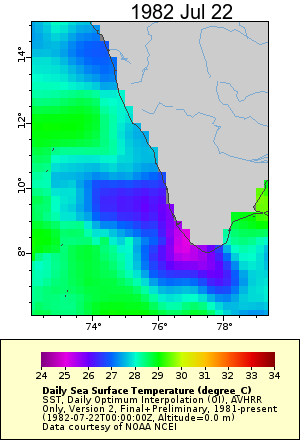 1982 Jul 22
14°
12°
10°
8°
74° 76° 78°
24 25 26 27 28 29 30 31 32 33 34
Daily Sea Surface Temperature (degree_C)
SST, Daily Optimum Interpolation (OI), AVHRR
Only, Version 2, Final+Preliminary, 1981-present
(1982-07-22T00:00:00Z, Altitude=0.0 m)
Data courtesy of NOAA NCEI